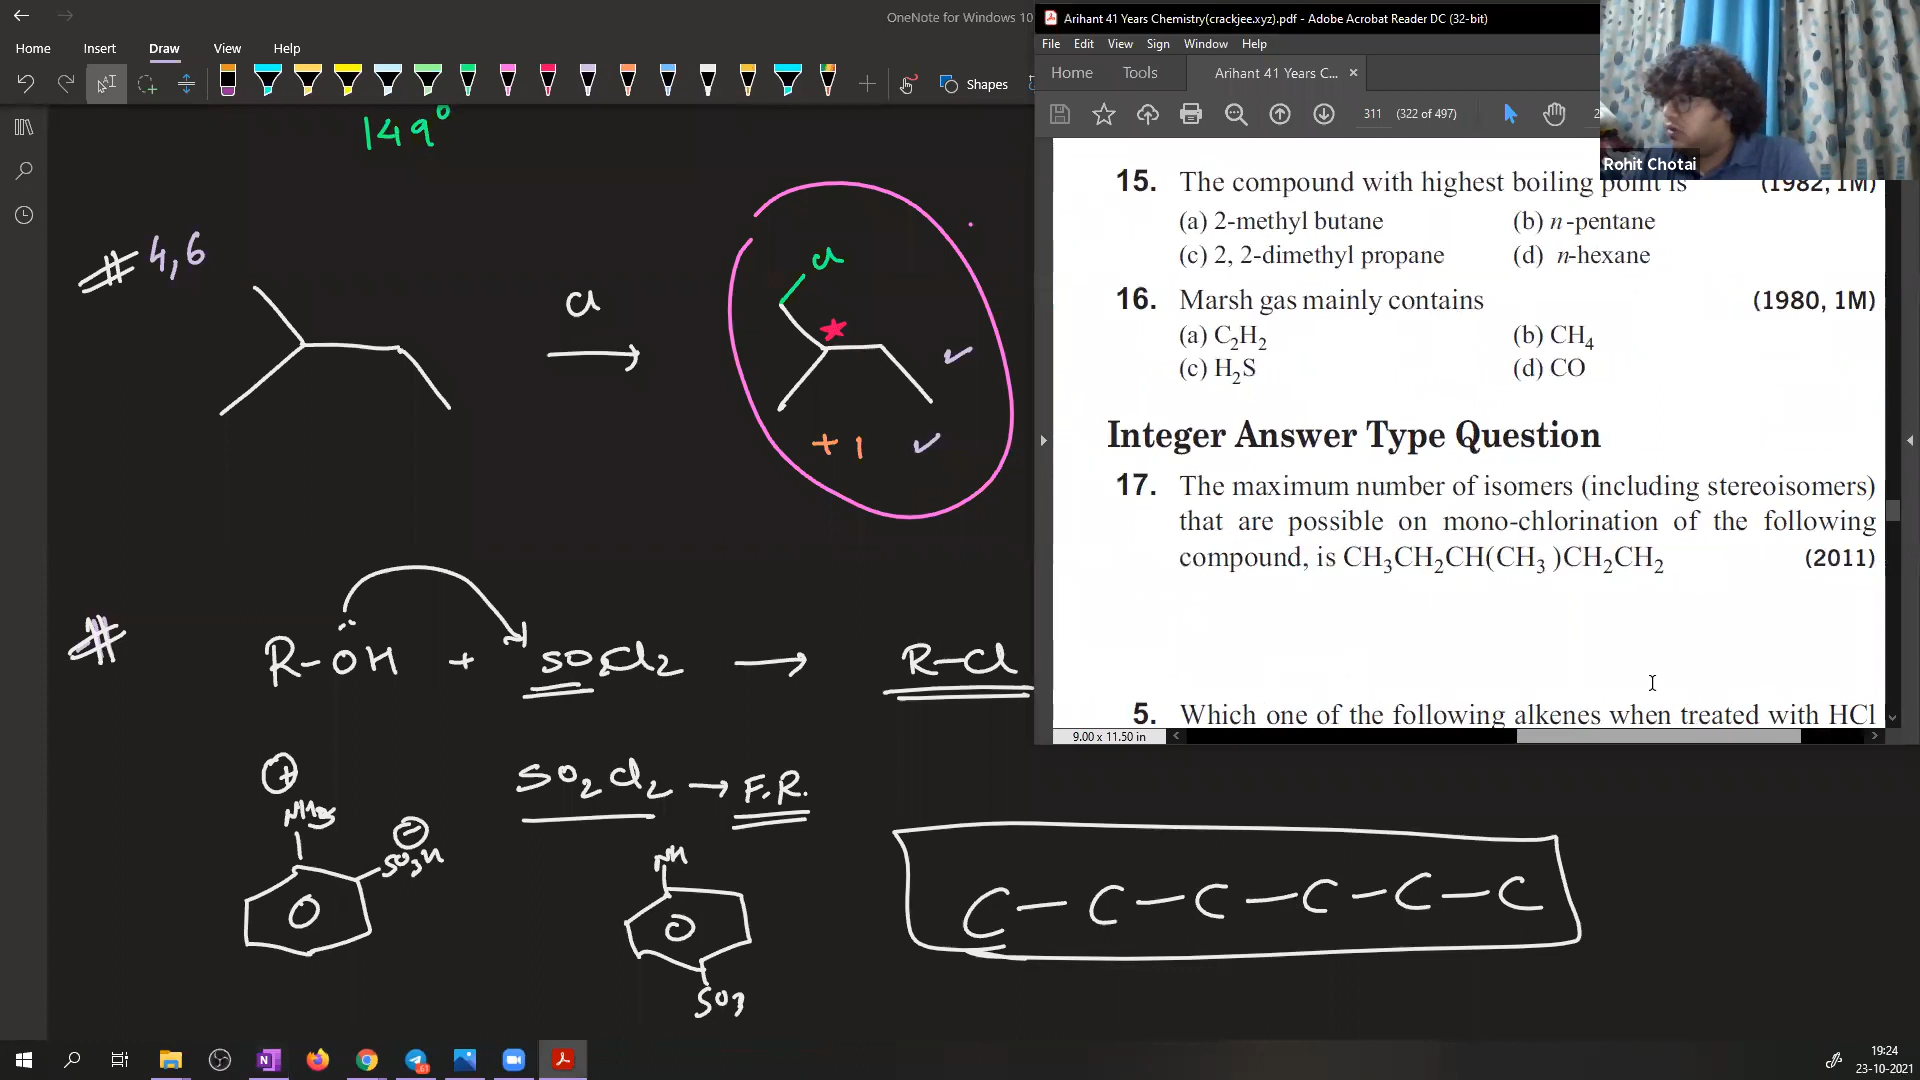 OneNote for Windows 10
Home Insert Draw View Help
Shapes
149°
# 4,6
Cl
Cl
+1
R-OH + SOCl2 → R-Cl
SO2Cl2 → F.R.
SO3H
NH
SO3
C-C-C-C-C-C
Arihant 41 Years Chemistry(crackjee.xyz).pdf - Adobe Acrobat Reader DC (32-bit)
File Edit View Sign Window Help
Home Tools Arihant 41 Years C... ×
311 (322 of 497)
Rohit Chotai
15. The compound with highest boiling point is (1982, 1M)
(a) 2-methyl butane (b) n-pentane
(c) 2, 2-dimethyl propane (d) n-hexane
16. Marsh gas mainly contains (1980, 1M)
(a) C2H2 (b) CH4
(c) H2S (d) CO
Integer Answer Type Question
17. The maximum number of isomers (including stereoisomers)
that are possible on mono-chlorination of the following
compound, is CH3CH2CH(CH3 )CH2CH2 (2011)
5. Which one of the following alkenes when treated with HCl
9.00 x 11.50 in
19:24
23-10-2021